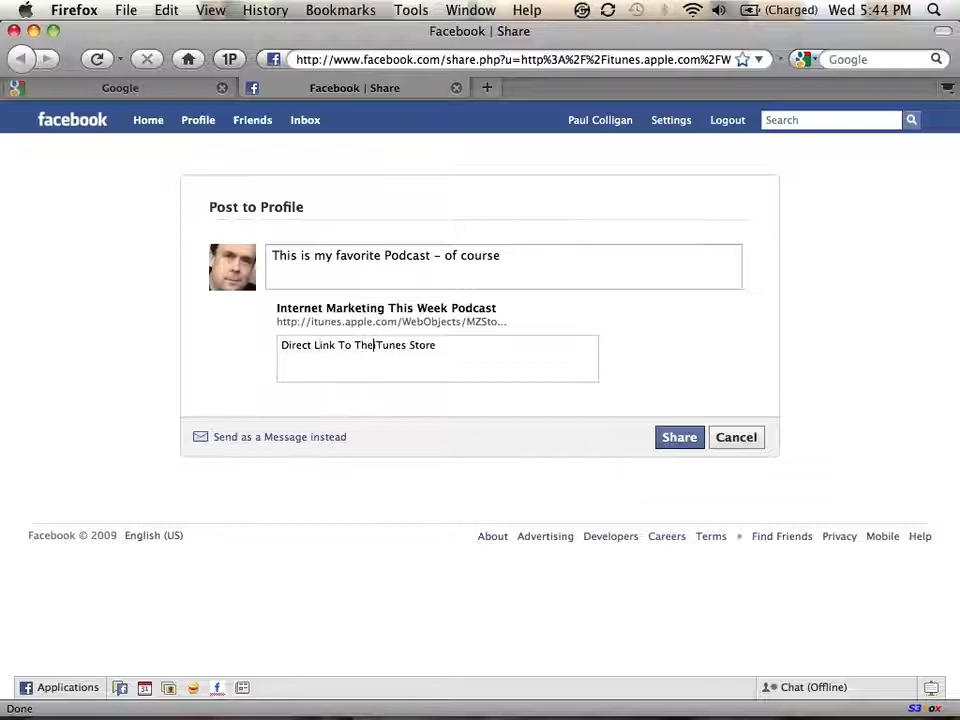 Firefox File Edit View History Bookmarks Tools Window Help (Charged) Wed 5:44 PM
Facebook | Share
1P http://www.facebook.com/share.php?u=http%3A%2F%2Fitunes.apple.com%2FW Google
Google Facebook | Share
facebook Home Profile Friends Inbox Paul Colligan Settings Logout Search
Post to Profile
This is my favorite Podcast - of course
Internet Marketing This Week Podcast
http://itunes.apple.com/WebObjects/MZSto...
Direct Link To TheiTunes Store
Send as a Message instead Share Cancel
Facebook © 2009 English (US) About Advertising Developers Careers Terms Find Friends Privacy Mobile Help
Applications 31 Chat (Offline)
Done